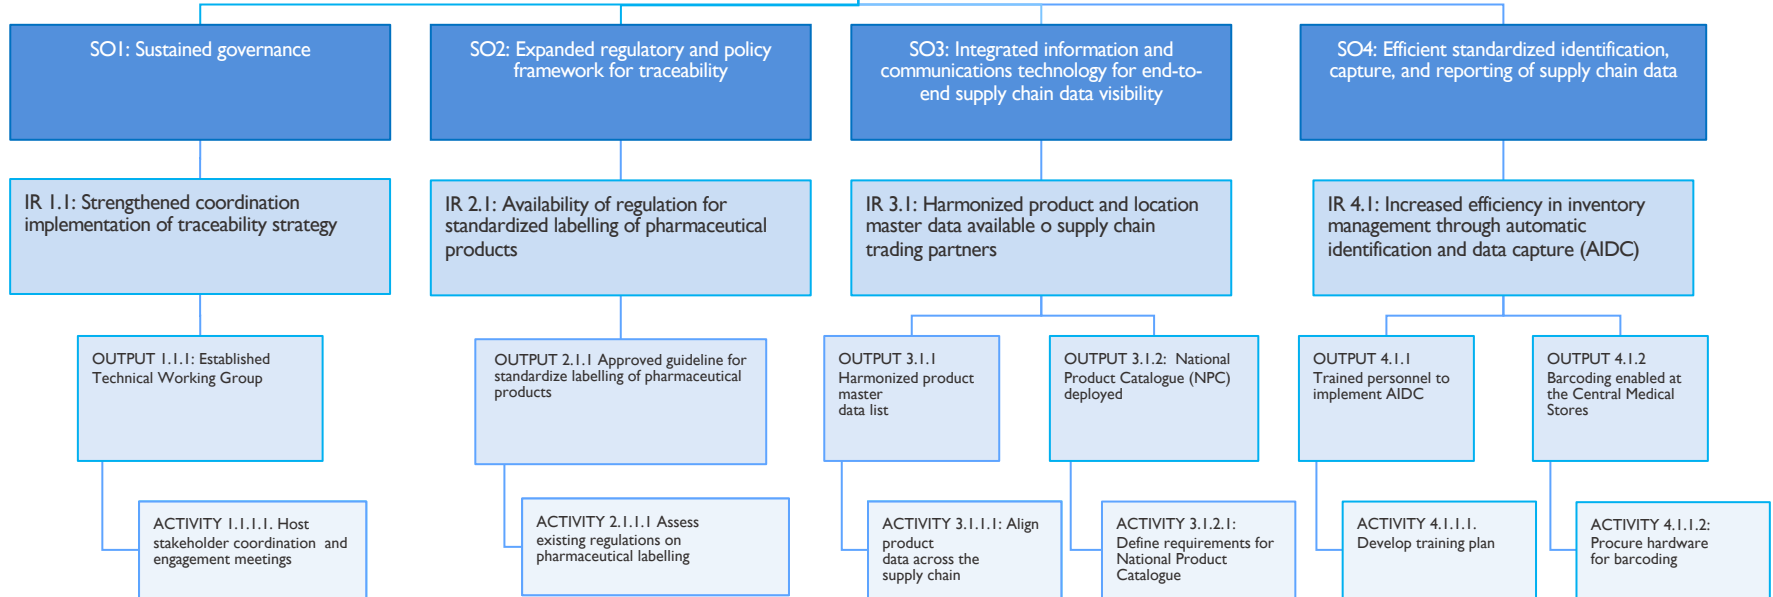 SO1: Sustained governance
SO2: Expanded regulatory and policy
framework for traceability
SO3: Integrated information and
communications technology for end-to-
end supply chain data visibility
SO4: Efficient standardized identification,
capture, and reporting of supply chain data
IR 1.1: Strengthened coordination
implementation of traceability strategy
IR 2.1: Availability of regulation for
standardized labelling of pharmaceutical
products
IR 3.1: Harmonized product and location
master data available o supply chain
trading partners
IR 4.1: Increased efficiency in inventory
management through automatic
identification and data capture (AIDC)
OUTPUT 1.1.1: Established
Technical Working Group
OUTPUT 2.1.1 Approved guideline for
standardize labelling of pharmaceutical
products
OUTPUT 3.1.1
Harmonized product
master
data list
OUTPUT 3.1.2: National
Product Catalogue (NPC)
deployed
OUTPUT 4.1.1
Trained personnel to
implement AIDC
OUTPUT 4.1.2
Barcoding enabled at
the Central Medical
Stores
ACTIVITY 1.1.1.1. Host
stakeholder coordination and
engagement meetings
ACTIVITY 2.1.1.1 Assess
existing regulations on
pharmaceutical labelling
ACTIVITY 3.1.1.1: Align
product
data across the
supply chain
ACTIVITY 3.1.2.1:
Define requirements for
National Product
Catalogue
ACTIVITY 4.1.1.1.
Develop training plan
ACTIVITY 4.1.1.2:
Procure hardware
for barcoding